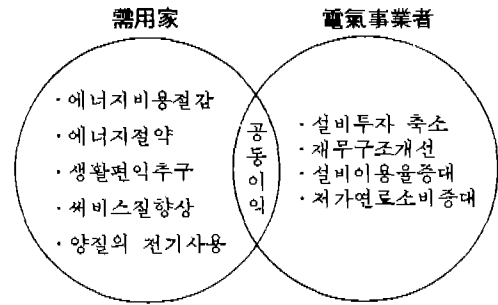 需用家
電氣事業者
· 에너지비용절감
· 에너지절약
· 생활편익추구
· 써비스질향상
· 양질의 전기사용
공동이익
· 설비투자 축소
· 재무구조개선
· 설비이용율증대
· 저가연료소비증대